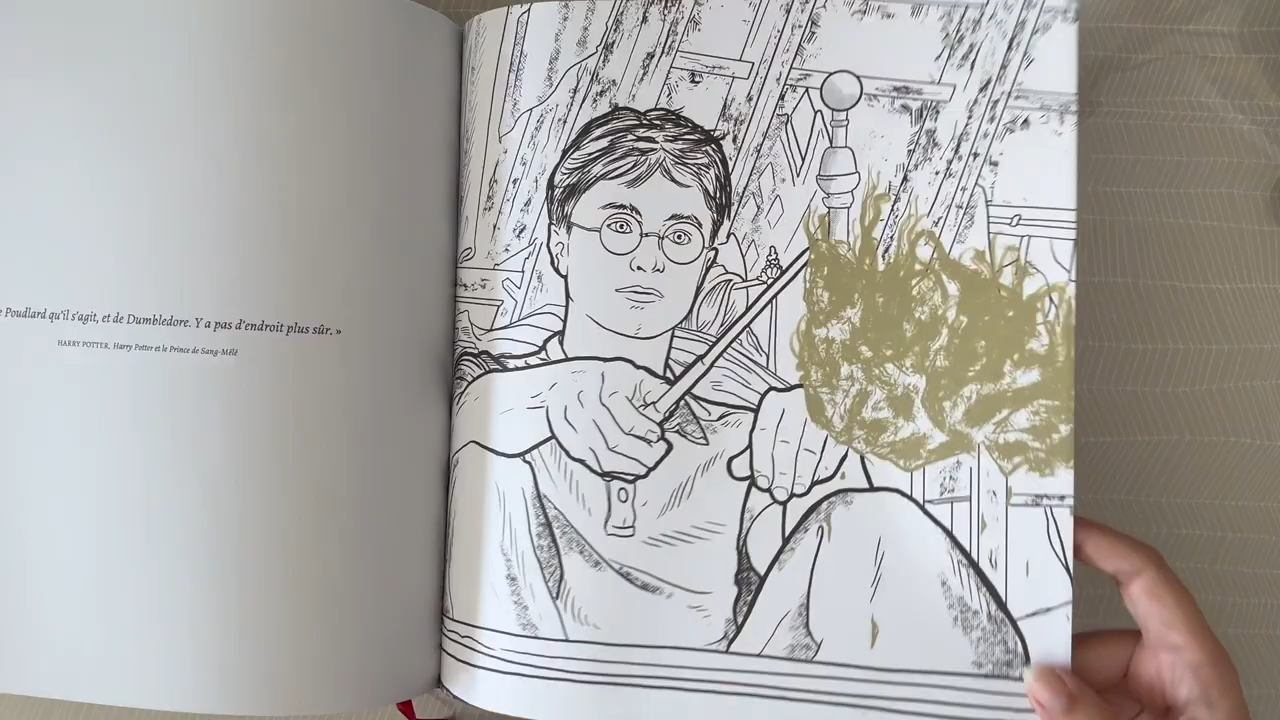 e Poudlard qu'il s'agit, et de Dumbledore. Y a pas d'endroit plus sûr. »
HARRY POTTER, Harry Potter et le Prince de Sang-Mêlé